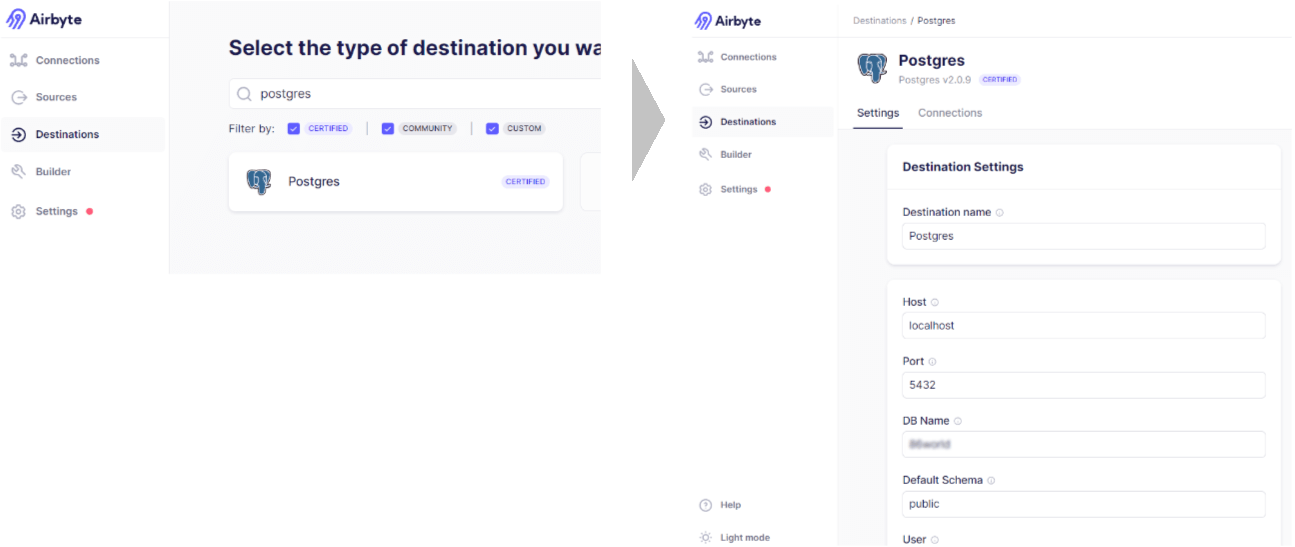 Airbyte
Connections
Sources
Destinations
Builder
Settings
Select the type of destination you wa
postgres
Filter by: CERTIFIED | COMMUNITY | CUSTOM
Postgres CERTIFIED
Airbyte
Connections
Sources
Destinations
Builder
Settings
Help
Light mode
Destinations / Postgres
Postgres
Postgres v2.0.9 CERTIFIED
Settings Connections
Destination Settings
Destination name
Postgres
Host
localhost
Port
5432
DB Name
Default Schema
public
User